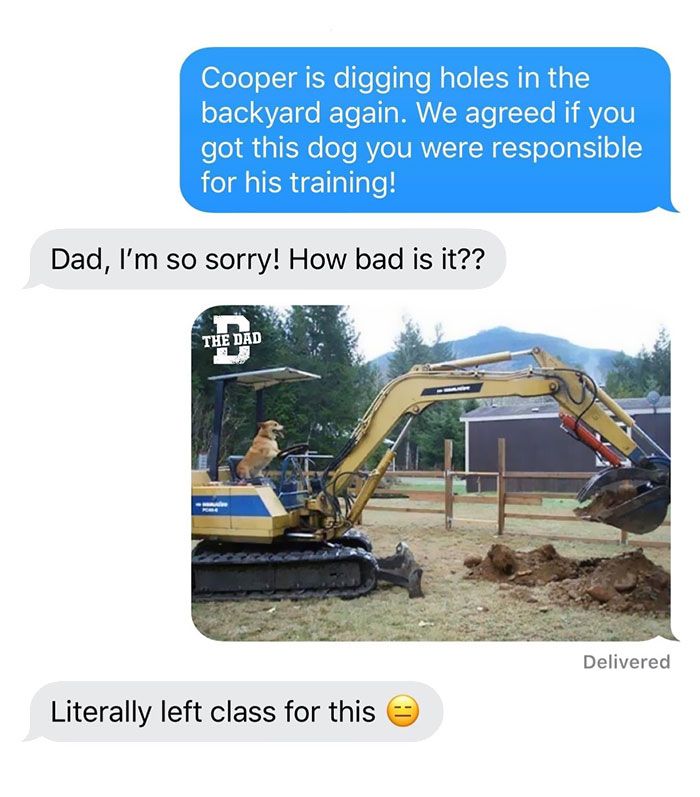 Cooper is digging holes in the
backyard again. We agreed if you
got this dog you were responsible
for his training!
Dad, I'm so sorry! How bad is it??
D
THE DAD
KOMATSU
Delivered
Literally left class for this 😑